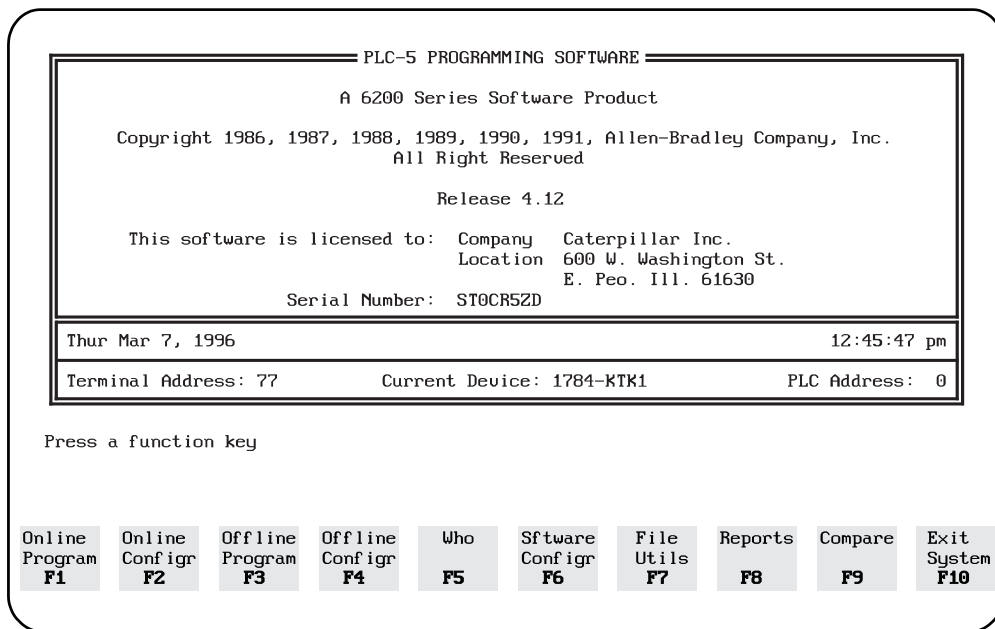 PLC-5 PROGRAMMING SOFTWARE
A 6200 Series Software Product
Copyright 1986, 1987, 1988, 1989, 1990, 1991, Allen-Bradley Company, Inc.
All Right Reserved
Release 4.12
This software is licensed to: Company Caterpillar Inc.
Location 600 W. Washington St.
E. Peo. Ill. 61630
Serial Number: ST0CR5ZD
Thur Mar 7, 1996 12:45:47 pm
Terminal Address: 77 Current Device: 1784-KTK1 PLC Address: 0
Press a function key
Online Online Offline Offline Who Sftware File Reports Compare Exit
Program Configr Program Configr Configr Utils System
F1 F2 F3 F4 F5 F6 F7 F8 F9 F10